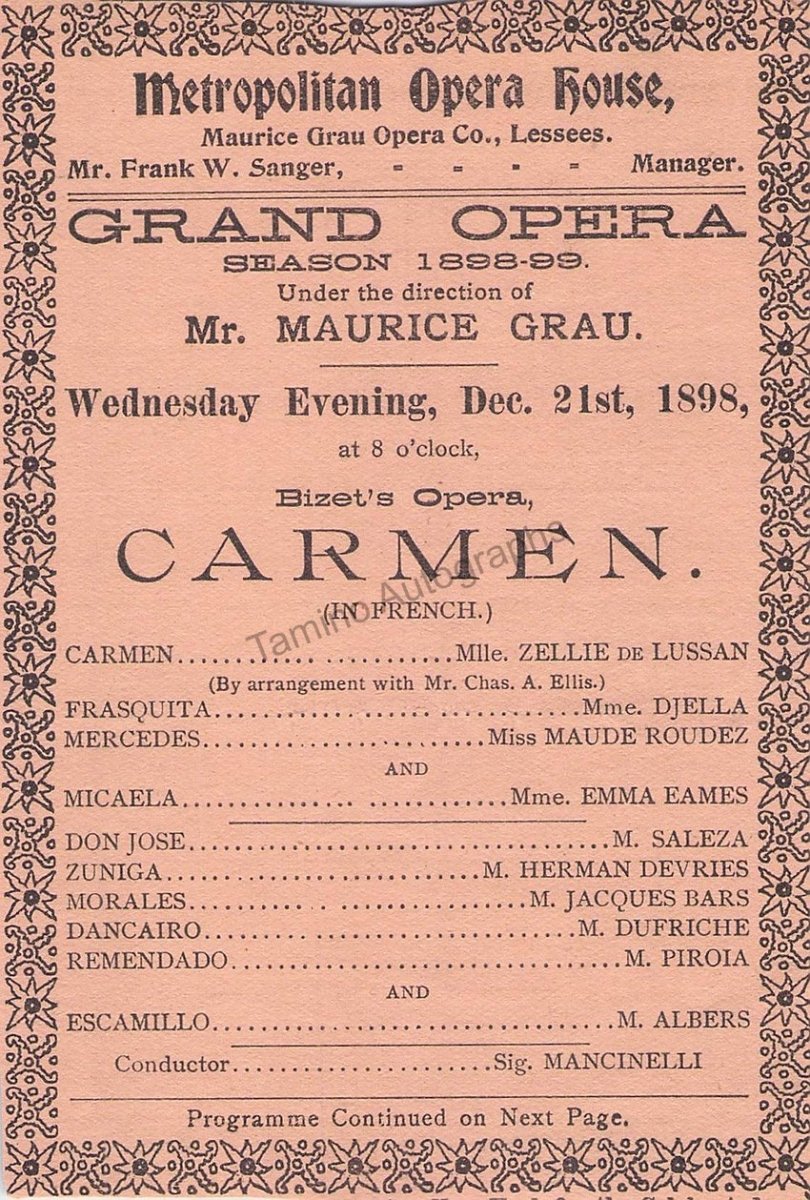 Metropolitan Opera House,
Maurice Grau Opera Co., Lessees.
Mr. Frank W. Sanger, - - - - Manager.
GRAND OPERA
SEASON 1898-99.
Under the direction of
Mr. MAURICE GRAU.
Wednesday Evening, Dec. 21st, 1898,
at 8 o'clock,
Bizet's Opera,
CARMEN.
Tamino Autographs
(IN FRENCH.)
CARMEN............ ...........Mlle. ZELLIE DE LUSSAN
(By arrangement with Mr. Chas. A. Ellis.)
FRASQUITA.............. ...... ............Mme. DJELLA
MERCEDES.......................Miss MAUDE ROUDEZ
AND
MICAELA............... ............Mme. EMMA EAMES
DON JOSE...................................M. SALEZA
ZUNIGA..........................M. HERMAN DEVRIES
MORALES.......... . ................M. JACQUES BARS
DANCAIRO...............................M. DUFRICHE
REMENDADO................................M. PIROIA
AND
ESCAMILLO.................................M. ALBERS
Conductor.....................Sig. MANCINELLI
Programme Continued on Next Page.